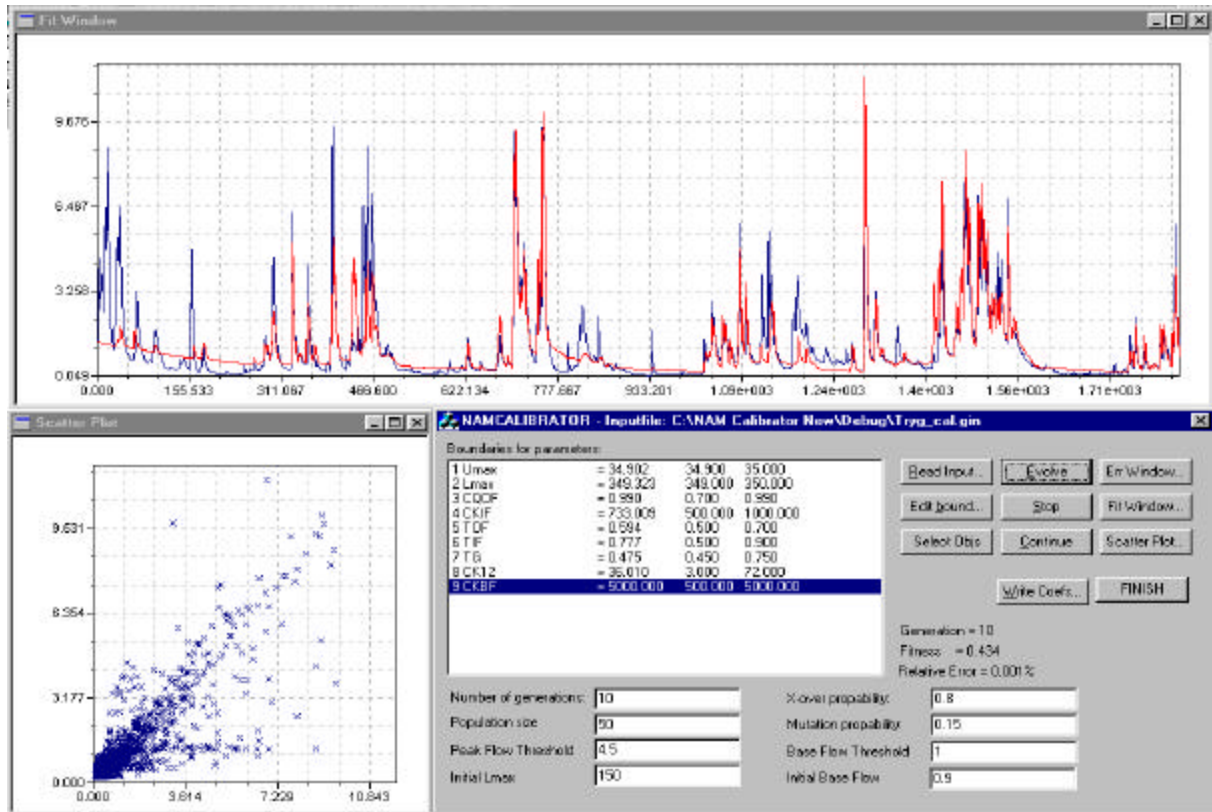 Fit Window
9.675
6.487
3.258
0.049
0.000 155.533 311.067 466.600 622.134 777.667 933.201 1.09e+003 1.24e+003 1.4e+003 1.56e+003 1.71e+003
Scatter Plot
9.531
6.354
3.177
0.000
0.000 3.614 7.229 10.843
NAMCALIBRATOR - Inputfile: C:\NAM Calibrator New\Debug\Tryg_cal.gin
Boundaries for parameters:
1 Umax = 34.902 34.900 35.000
2 Lmax = 349.323 349.000 350.000
3 CQOF = 0.990 0.700 0.990
4 CKIF = 733.009 500.000 1000.000
5 TOF = 0.594 0.500 0.700
6 TIF = 0.777 0.500 0.900
7 TG = 0.475 0.450 0.750
8 CK12 = 36.010 3.000 72.000
9 CKBF = 5000.000 500.000 5000.000
Read Input... Evolve Err Window...
Edit bound... Stop Fit Window...
Select Objs Continue Scatter Plot...
Write Coefs... FINISH
Generation = 10
Fitness = 0.434
Relative Error = 0.001%
Number of generations: 10 X-over propability: 0.8
Population size 50 Mutation propability 0.15
Peak Flow Threshold 4.5 Base Flow Threshold 1
Initial Lmax 150 Initial Base Flow 0.9